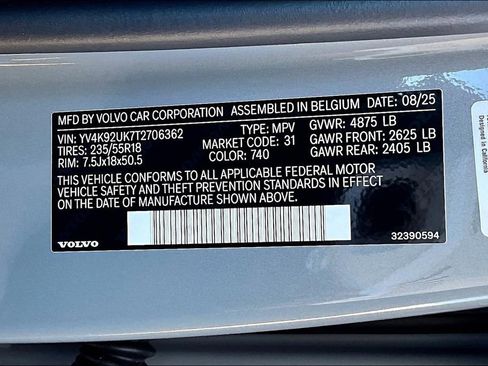 MFD BY VOLVO CAR CORPORATION ASSEMBLED IN BELGIUM DATE: 08/25
VIN: YV4K92UK7T2706362 TYPE: MPV GVWR: 4875 LB
TIRES: 235/55R18 MARKET CODE: 31 GAWR FRONT: 2625 LB
RIM: 7.5Jx18x50.5 COLOR: 740 GAWR REAR: 2405 LB
THIS VEHICLE CONFORMS TO ALL APPLICABLE FEDERAL MOTOR
VEHICLE SAFETY AND THEFT PREVENTION STANDARDS IN EFFECT
ON THE DATE OF MANUFACTURE SHOWN ABOVE.
VOLVO 32390594
Designed in California